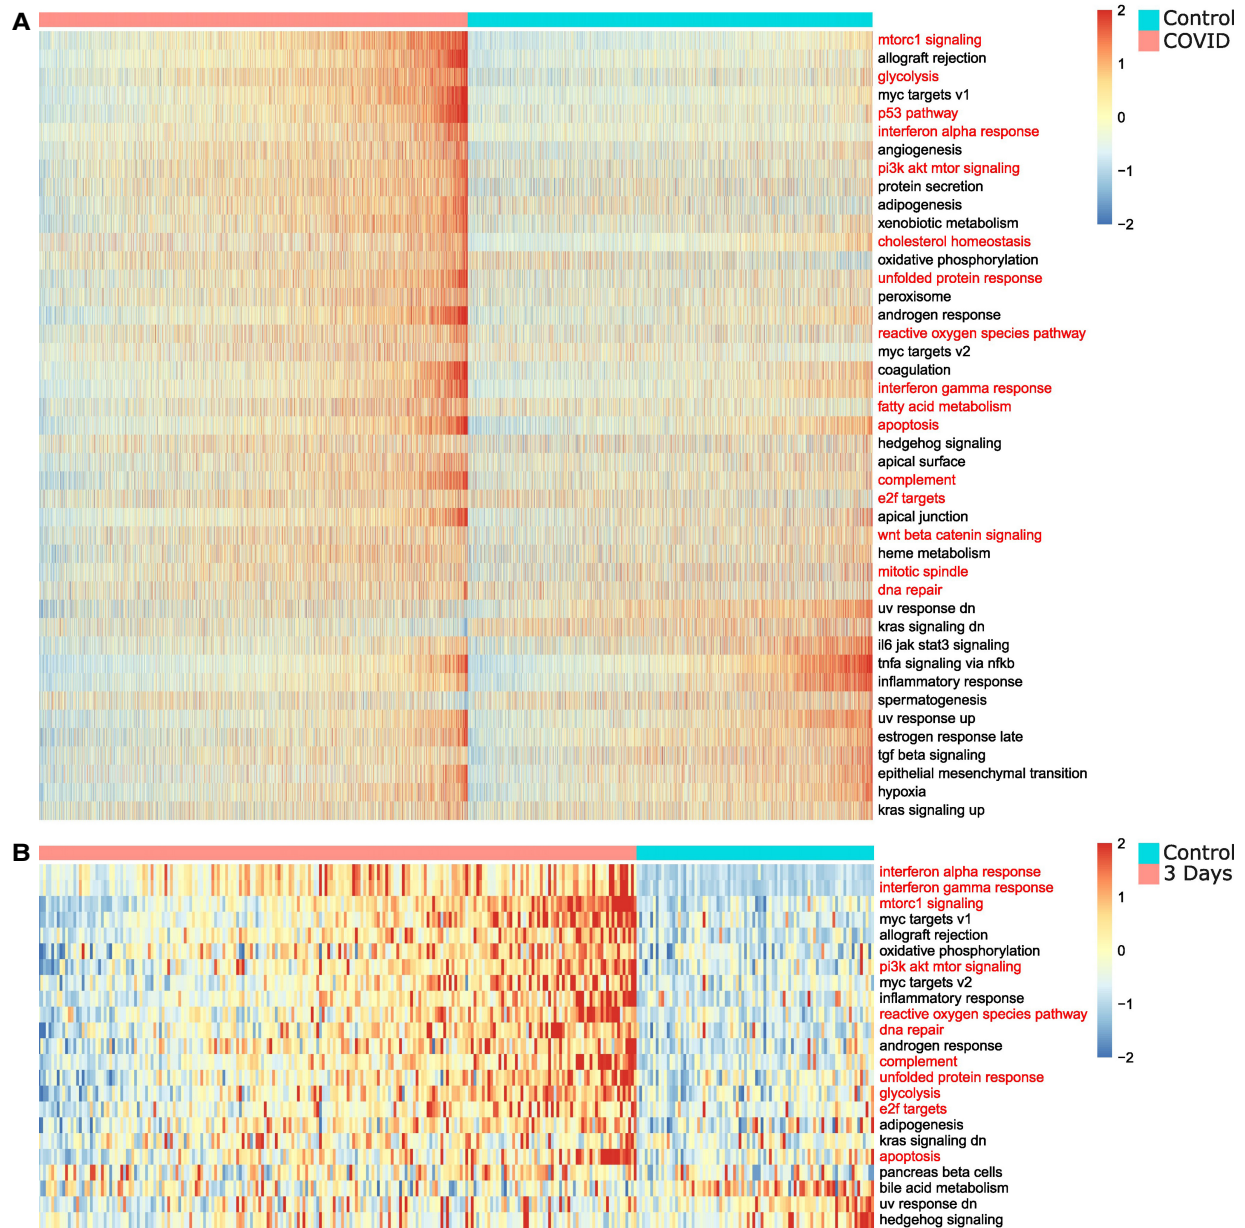 A
mtorc1 signaling
allograft rejection
glycolysis
myc targets v1
p53 pathway
interferon alpha response
angiogenesis
pi3k akt mtor signaling
protein secretion
adipogenesis
xenobiotic metabolism
cholesterol homeostasis
oxidative phosphorylation
unfolded protein response
peroxisome
androgen response
reactive oxygen species pathway
myc targets v2
coagulation
interferon gamma response
fatty acid metabolism
apoptosis
hedgehog signaling
apical surface
complement
e2f targets
apical junction
wnt beta catenin signaling
heme metabolism
mitotic spindle
dna repair
uv response dn
kras signaling dn
il6 jak stat3 signaling
tnfa signaling via nfkb
inflammatory response
spermatogenesis
uv response up
estrogen response late
tgf beta signaling
epithelial mesenchymal transition
hypoxia
kras signaling up
2
1
0
−1
−2
Control
COVID
B
interferon alpha response
interferon gamma response
mtorc1 signaling
myc targets v1
allograft rejection
oxidative phosphorylation
pi3k akt mtor signaling
myc targets v2
inflammatory response
reactive oxygen species pathway
dna repair
androgen response
complement
unfolded protein response
glycolysis
e2f targets
adipogenesis
kras signaling dn
apoptosis
pancreas beta cells
bile acid metabolism
uv response dn
hedgehog signaling
2
1
0
−1
−2
Control
3 Days